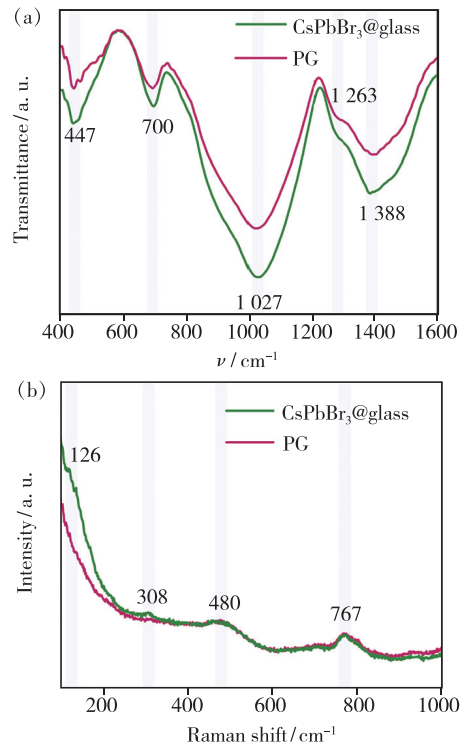 (a)
CsPbBr₃@glass
PG
1 263
447
700
1 388
1 027
Transmittance / a. u.
400 600 800 1000 1200 1400 1600
ν / cm⁻¹
(b)
CsPbBr₃@glass
PG
126
308
480
767
Intensity / a. u.
200 400 600 800 1000
Raman shift / cm⁻¹